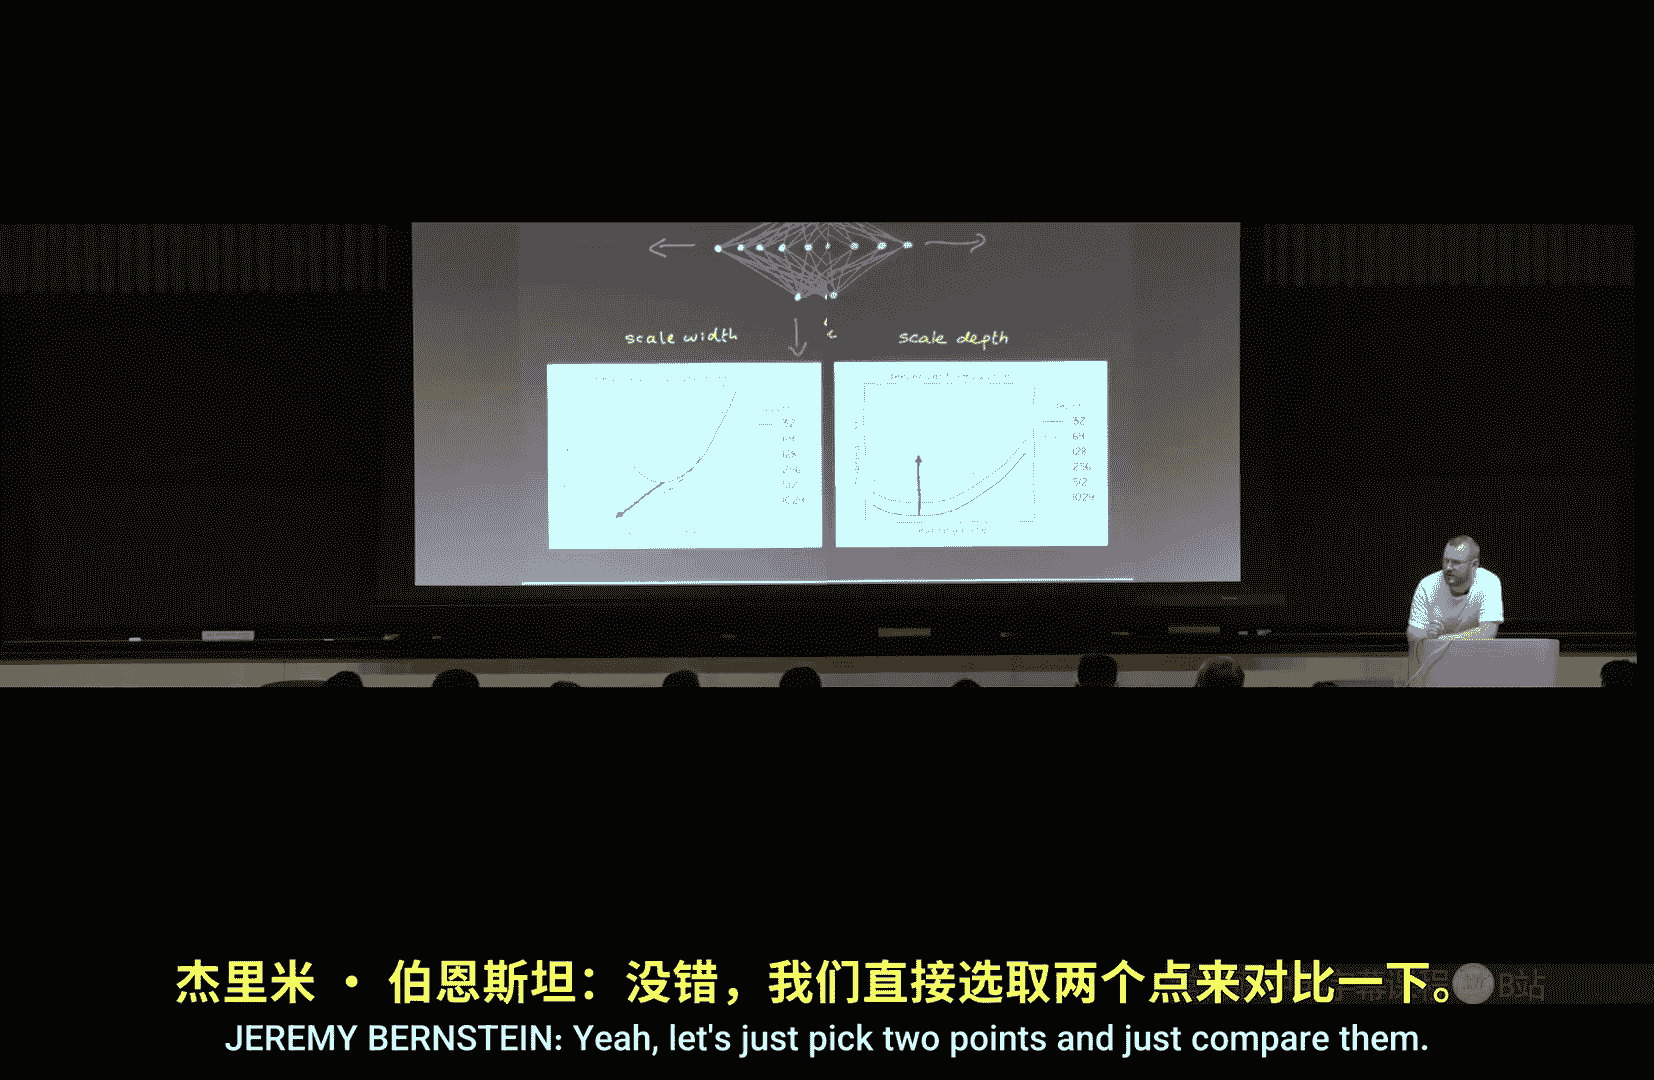 scale width
scale depth
32
64
128
256
512
1024
32
64
128
256
512
1024
杰里米 · 伯恩斯坦：没错，我们直接选取两个点来对比一下。
B站
JEREMY BERNSTEIN: Yeah, let's just pick two points and just compare them.